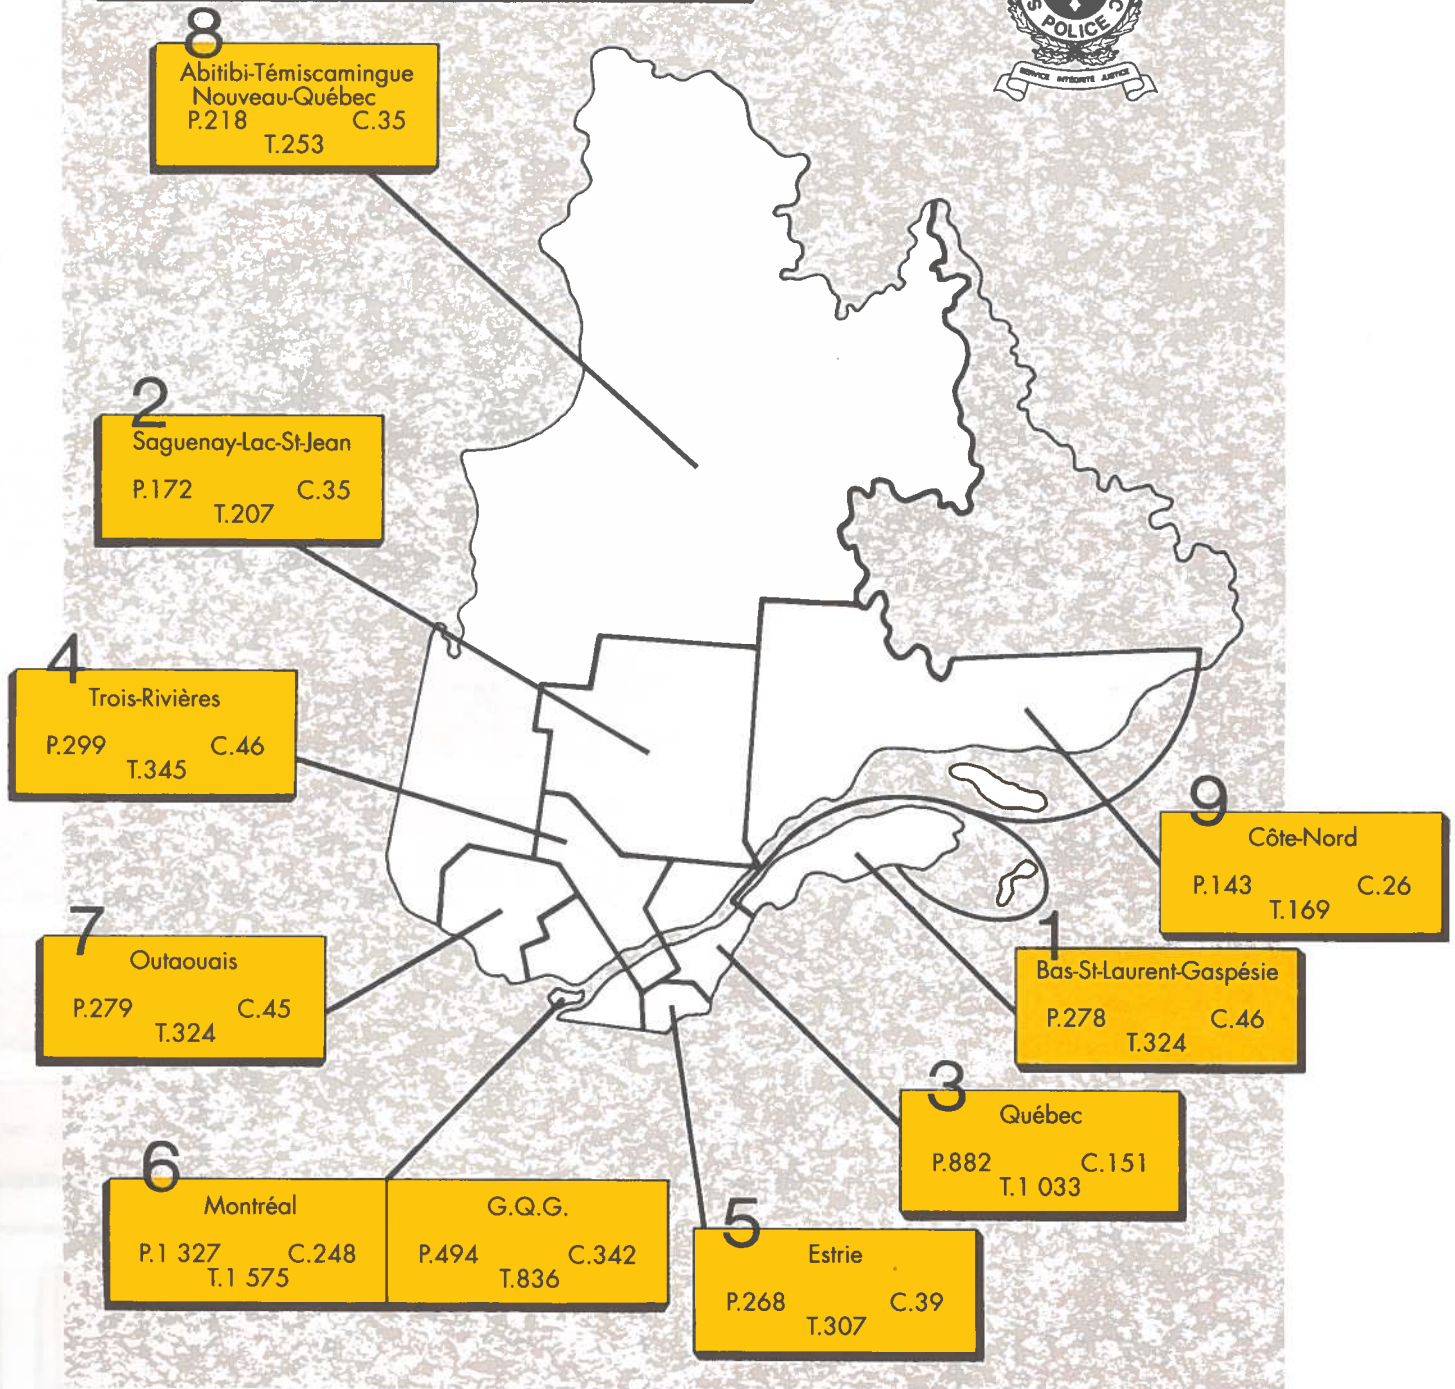 POLICE
SERVICE INTÉGRITÉ JUSTICE
8
Abitibi-Témiscamingue
Nouveau-Québec
P.218 C.35
T.253
2
Saguenay-Lac-St-Jean
P.172 C.35
T.207
4
Trois-Rivières
P.299 C.46
T.345
9
Côte-Nord
P.143 C.26
T.169
7
Outaouais
P.279 C.45
T.324
1
Bas-St-Laurent-Gaspésie
P.278 C.46
T.324
3
Québec
P.882 C.151
T.1 033
6
Montréal
P.1 327 C.248
T.1 575
G.Q.G.
P.494 C.342
T.836
5
Estrie
P.268 C.39
T.307